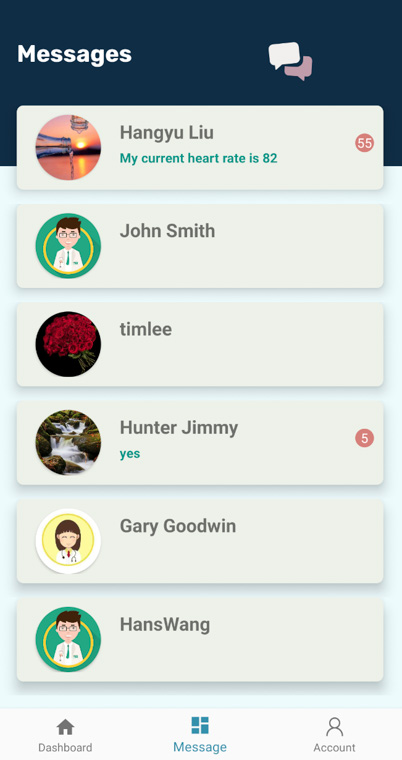 Messages
Hangyu Liu
My current heart rate is 82
55
John Smith
timlee
Hunter Jimmy
yes
5
Gary Goodwin
HansWang
Dashboard
Message
Account